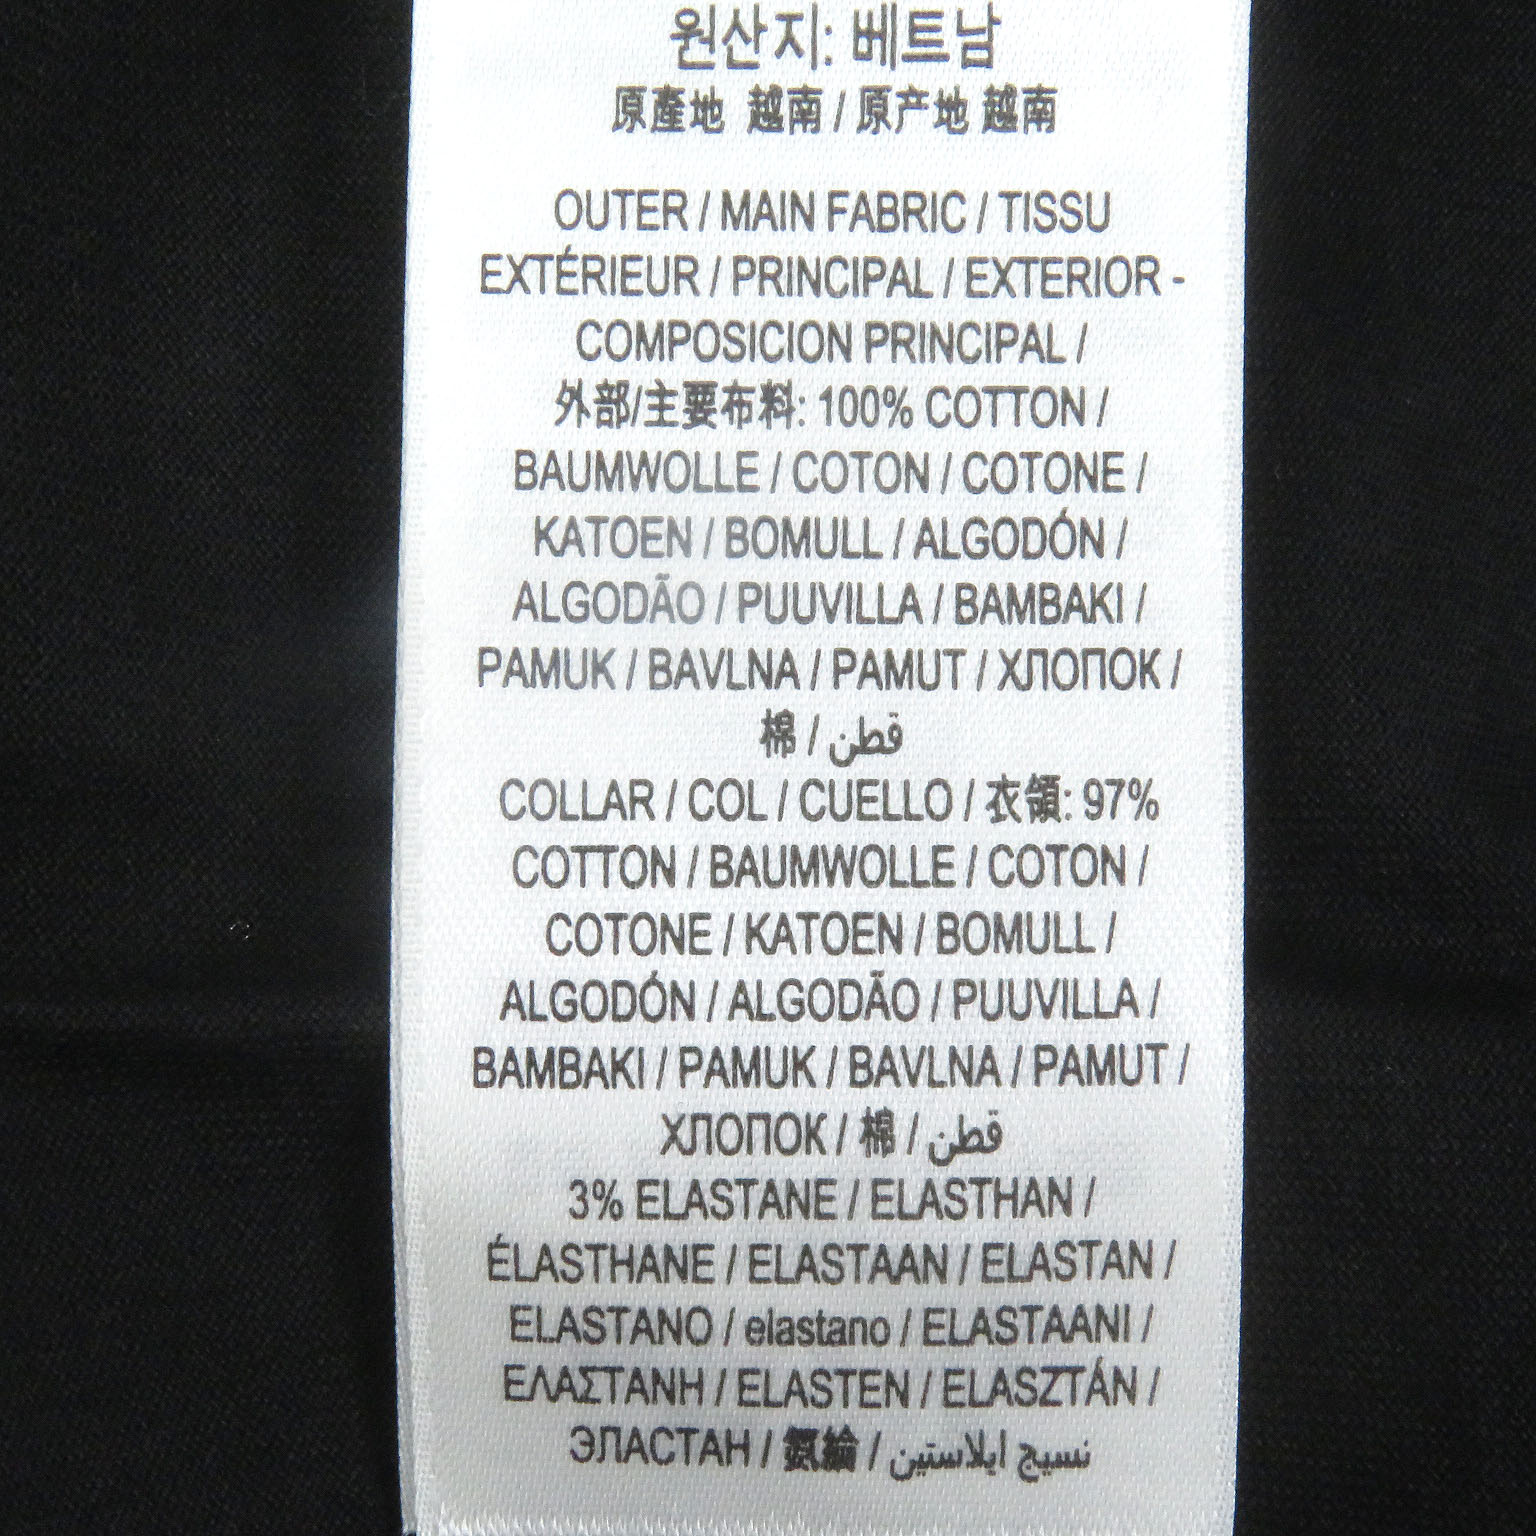 원산지: 베트남
原產地 越南 / 原产地 越南
OUTER / MAIN FABRIC / TISSU
EXTÉRIEUR / PRINCIPAL / EXTERIOR -
COMPOSICION PRINCIPAL /
外部/主要布料: 100% COTTON /
BAUMWOLLE / COTON / COTONE /
KATOEN / BOMULL / ALGODÓN /
ALGODÃO / PUUVILLA / BAMBAKI /
PAMUK / BAVLNA / PAMUT / ХЛОПОК /
棉 / قطن
COLLAR / COL / CUELLO / 衣領: 97%
COTTON / BAUMWOLLE / COTON /
COTONE / KATOEN / BOMULL /
ALGODÓN / ALGODÃO / PUUVILLA /
BAMBAKI / PAMUK / BAVLNA / PAMUT /
ХЛОПОК / 棉 / قطن
3% ELASTANE / ELASTHAN /
ÉLASTHANE / ELASTAAN / ELASTAN /
ELASTANO / elastano / ELASTAANI /
ΕΛΑΣΤΑΝΗ / ELASTEN / ELASZTÁN /
ЭЛАСТАН / 氨綸 / نسيج ايلاستين